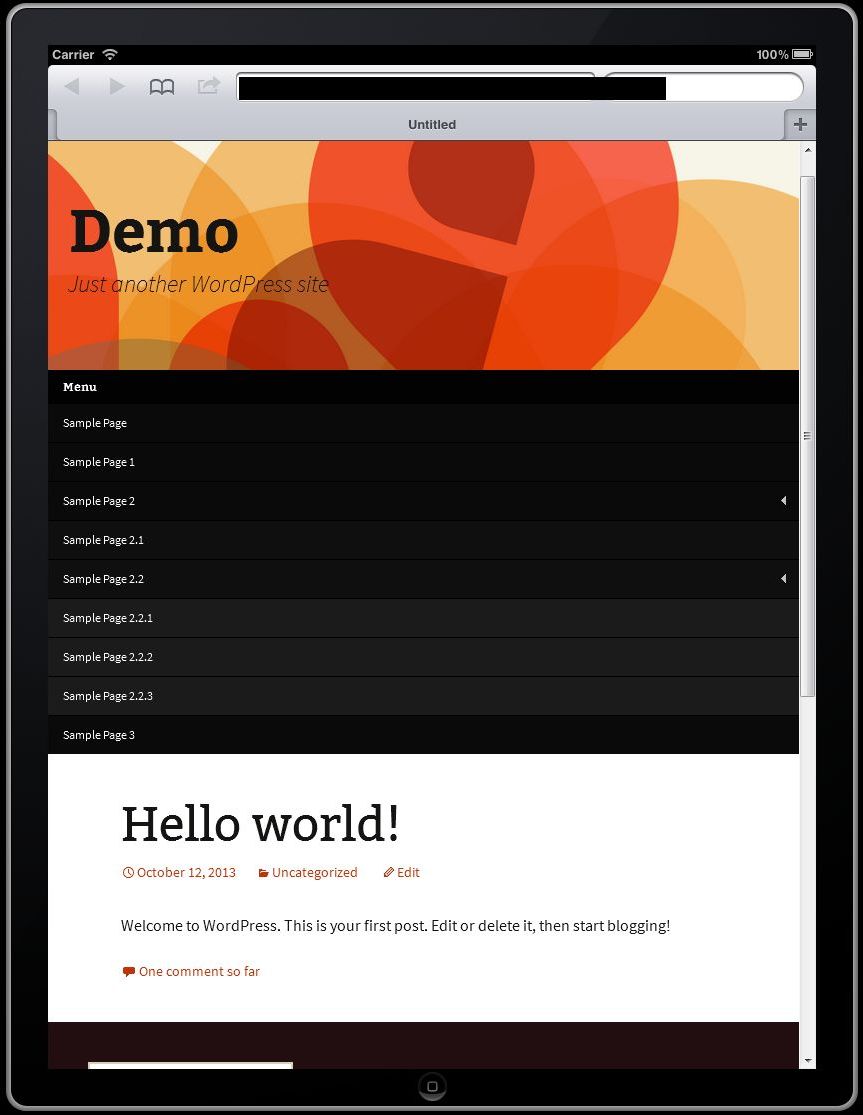 Carrier 100%
Untitled
Demo
Just another WordPress site
Menu
Sample Page
Sample Page 1
Sample Page 2
Sample Page 2.1
Sample Page 2.2
Sample Page 2.2.1
Sample Page 2.2.2
Sample Page 2.2.3
Sample Page 3
Hello world!
October 12, 2013 Uncategorized Edit
Welcome to WordPress. This is your first post. Edit or delete it, then start blogging!
One comment so far